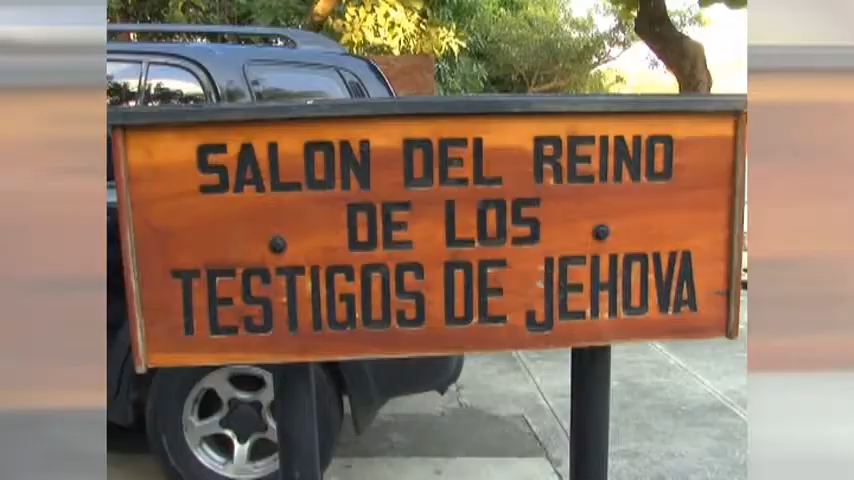 SALON DEL REINO
DE LOS
TESTIGOS DE JEHOVA